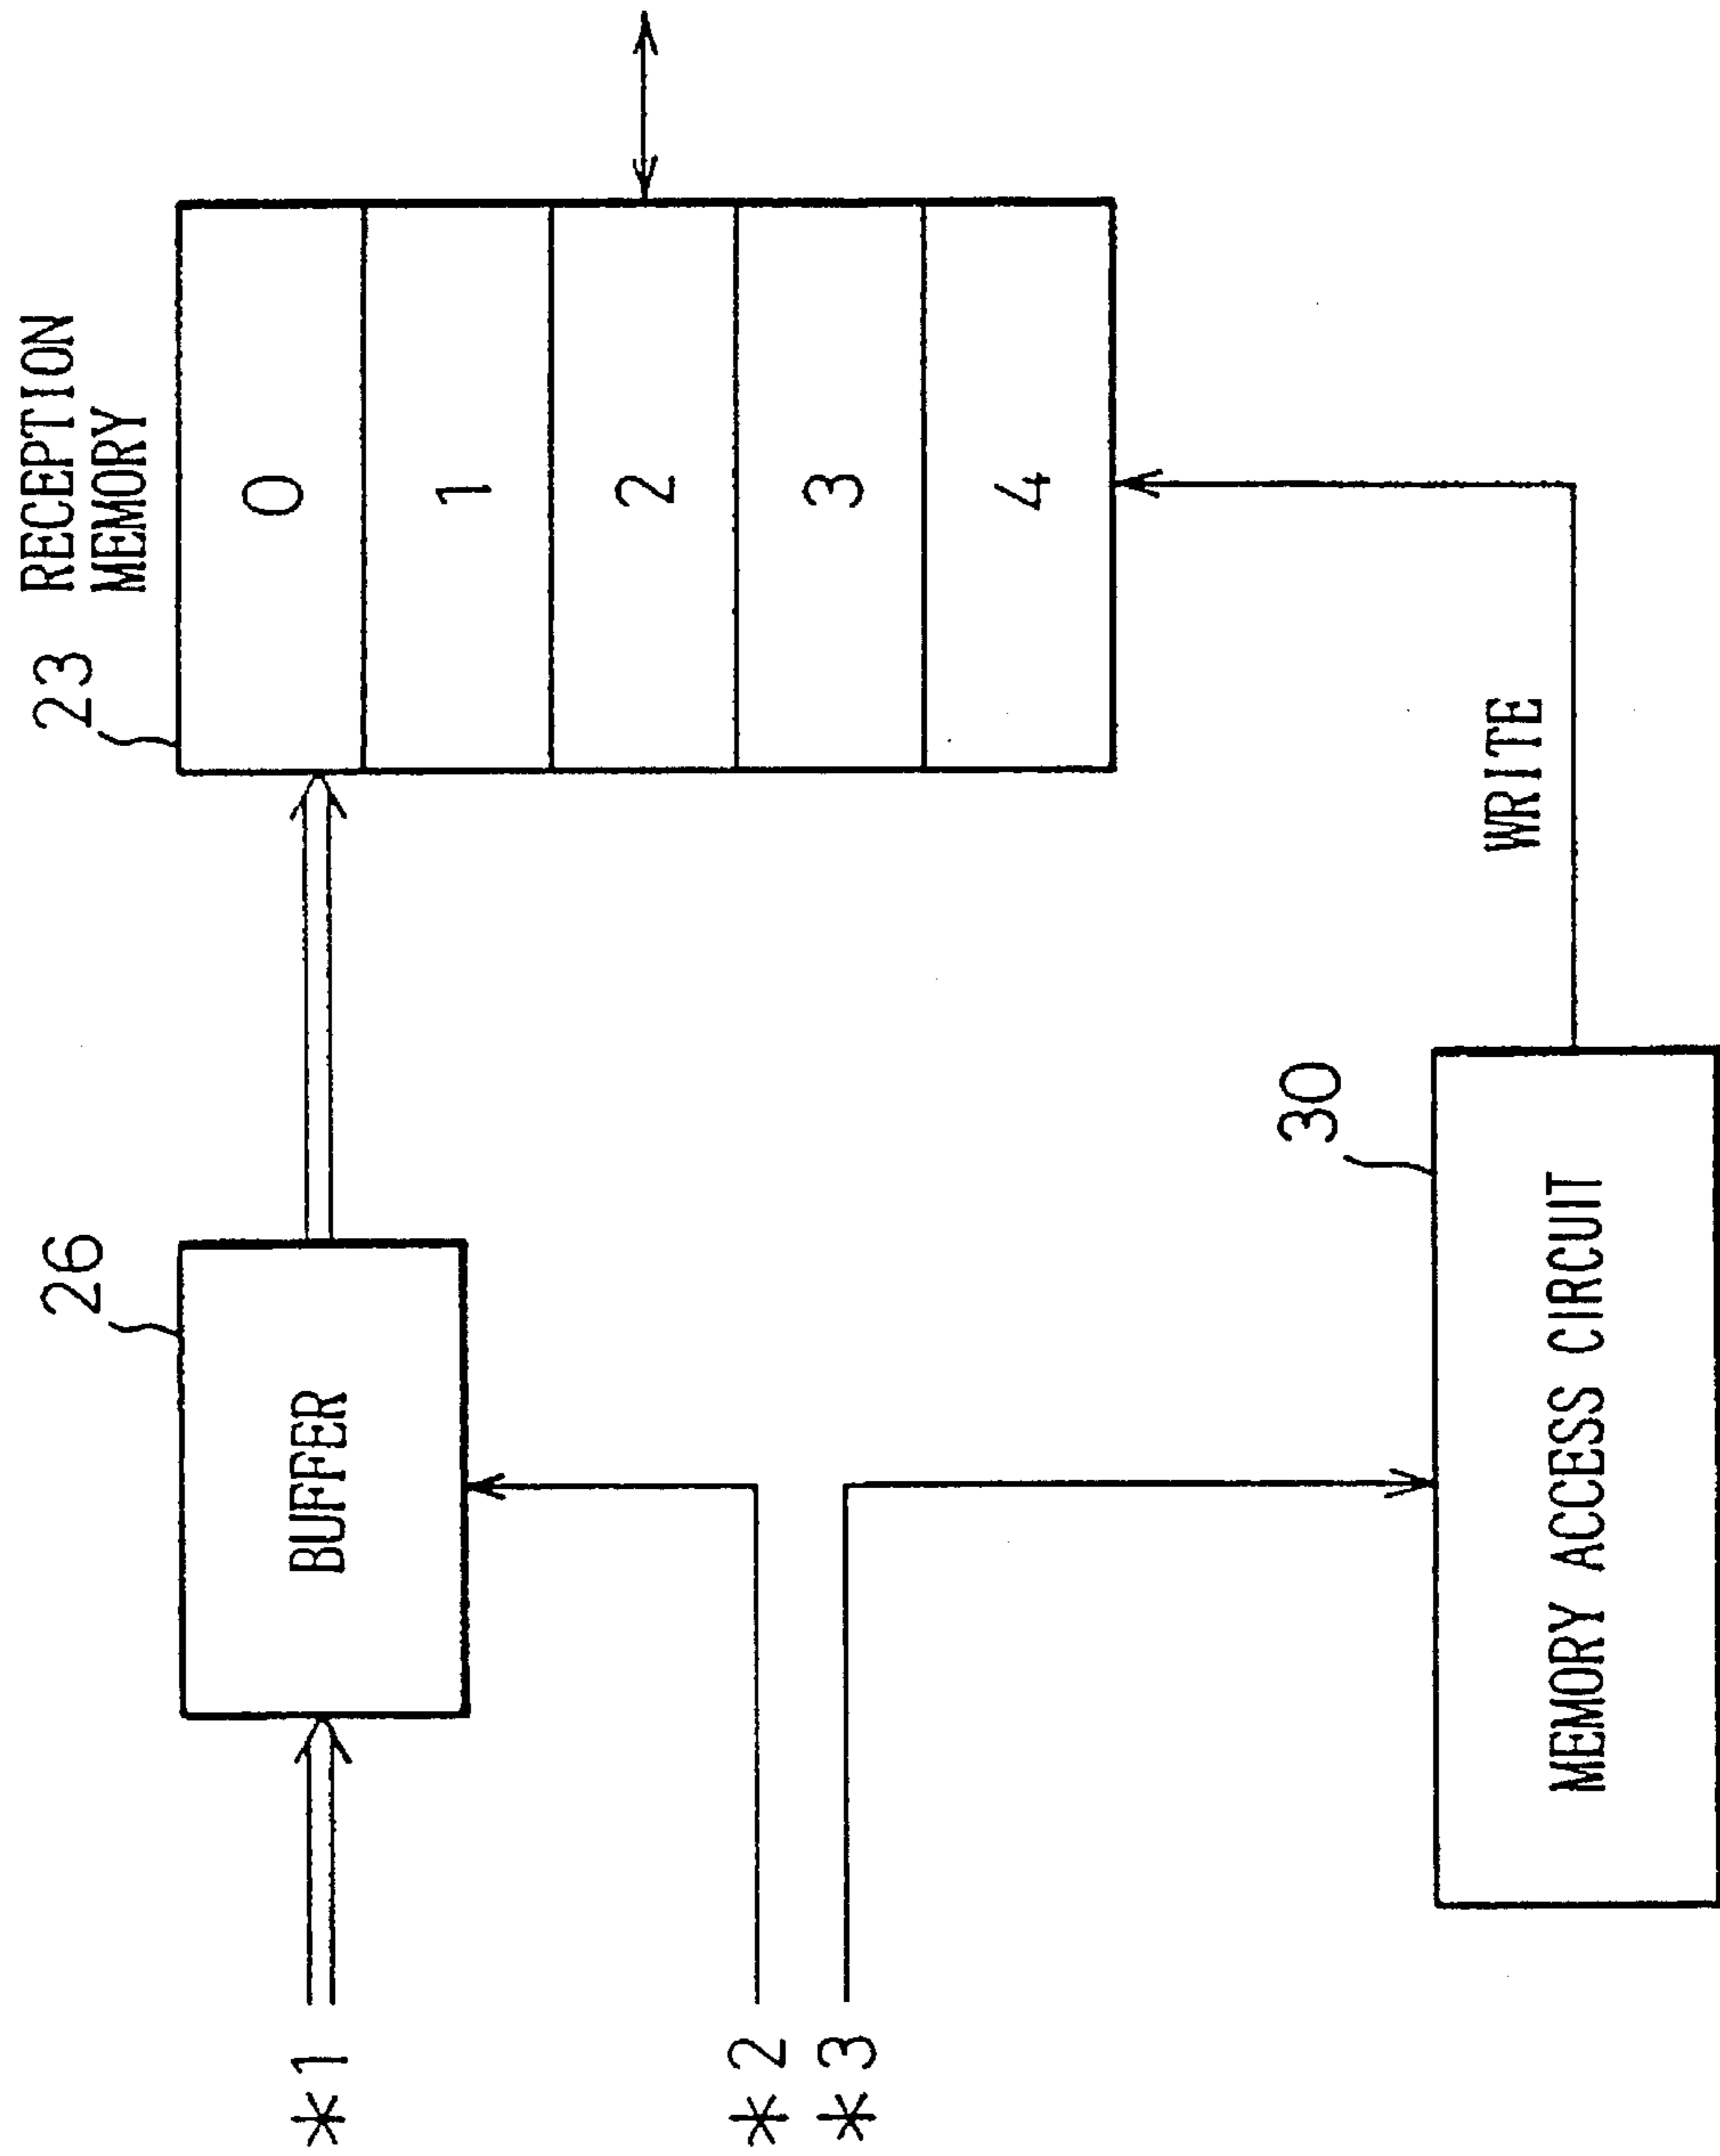 23 RECEPTION
MEMORY
0
1
2
3
4
26
BUFFER
*1
*2
*3
WRITE
30
MEMORY ACCESS CIRCUIT